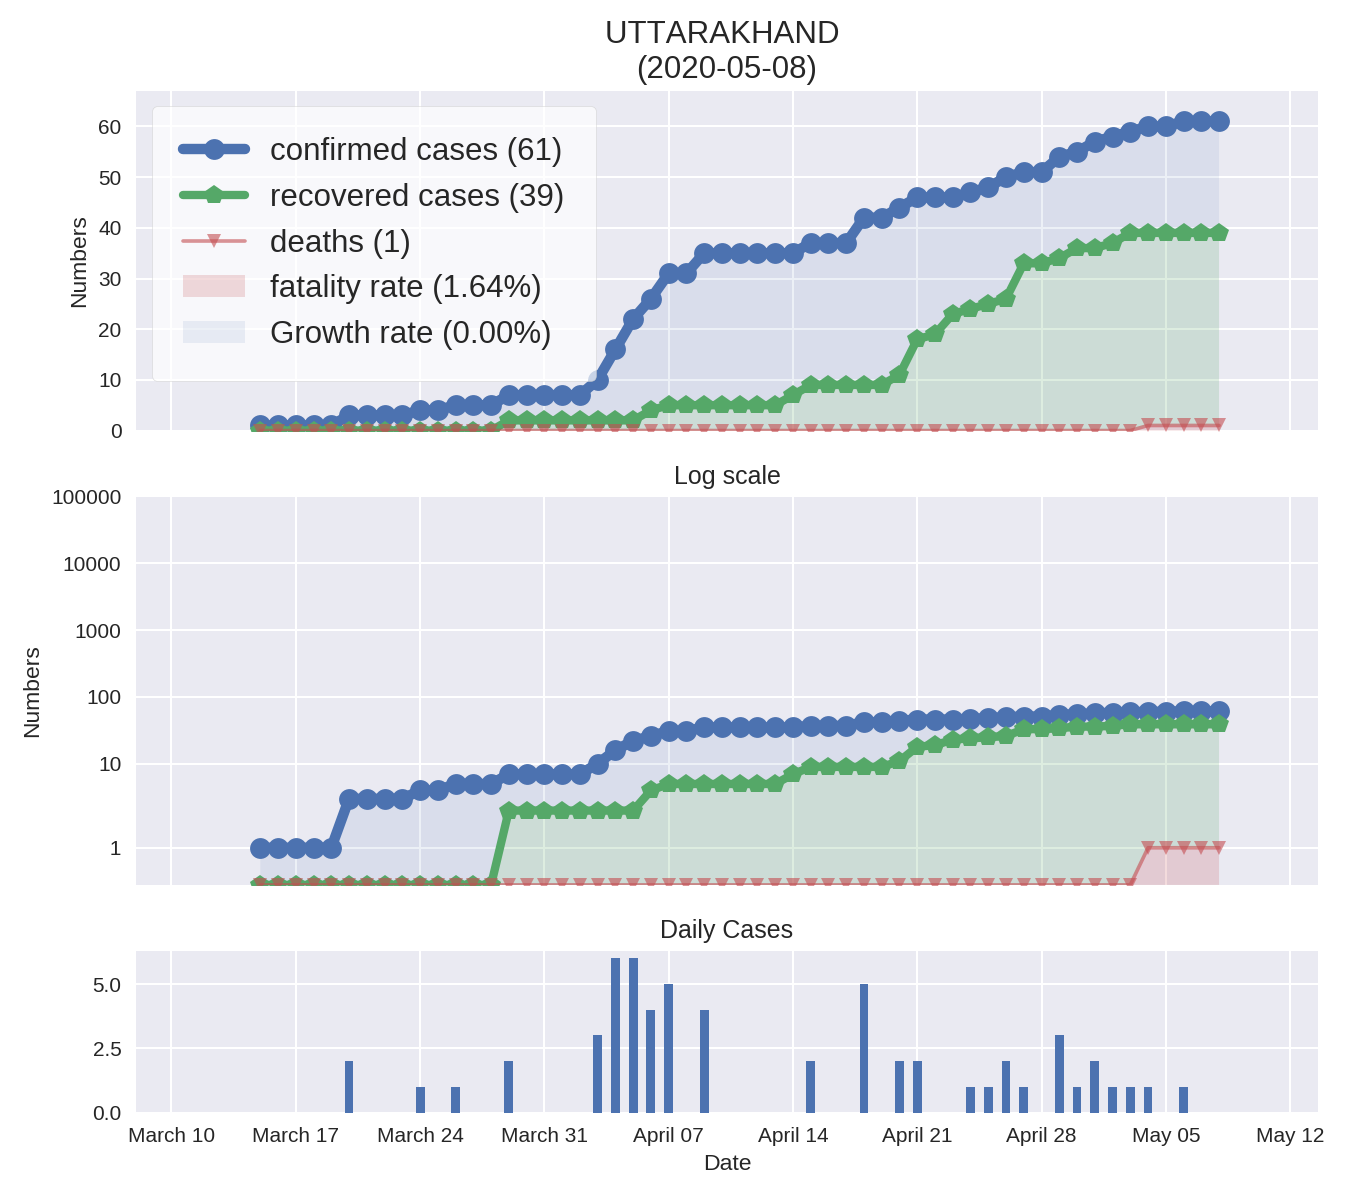 UTTARAKHAND
(2020-05-08)
60
50
40
30
20
10
0
Numbers
confirmed cases (61)
recovered cases (39)
deaths (1)
fatality rate (1.64%)
Growth rate (0.00%)
Log scale
100000
10000
1000
100
10
1
Numbers
Daily Cases
5.0
2.5
0.0
March 10 March 17 March 24 March 31 April 07 April 14 April 21 April 28 May 05 May 12
Date